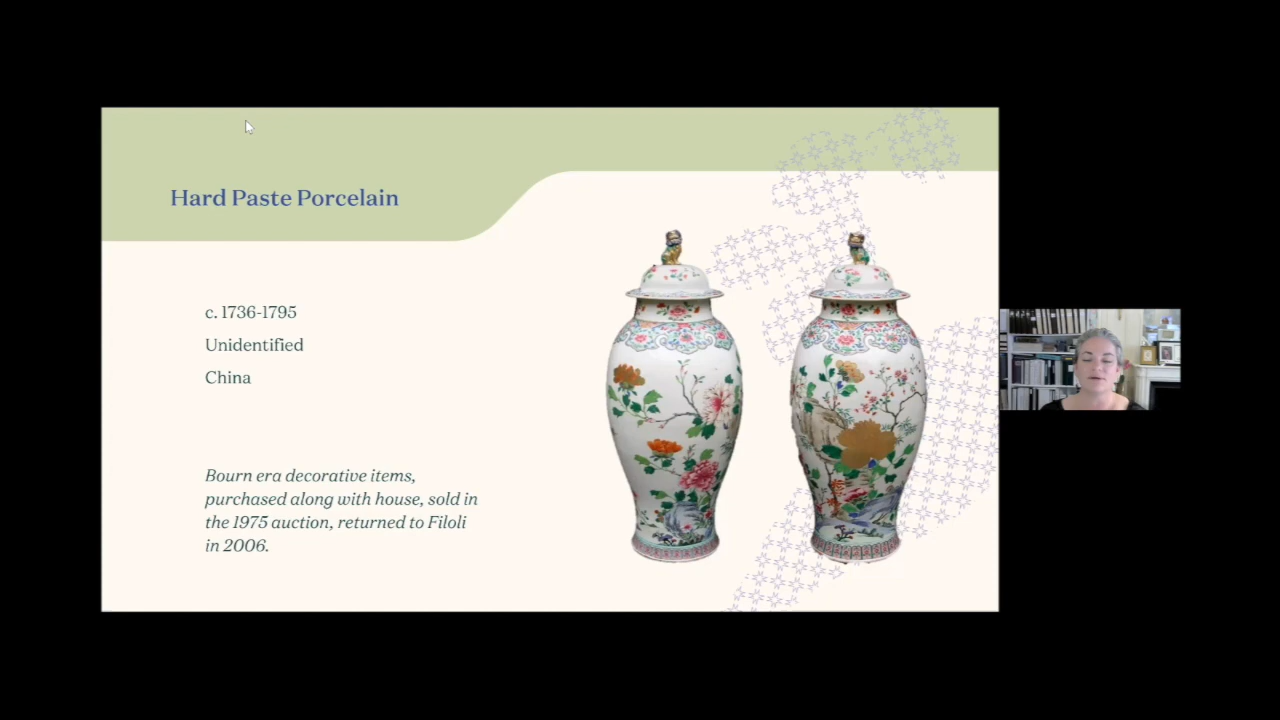 Hard Paste Porcelain
c. 1736-1795
Unidentified
China
Bourn era decorative items,
purchased along with house, sold in
the 1975 auction, returned to Filoli
in 2006.